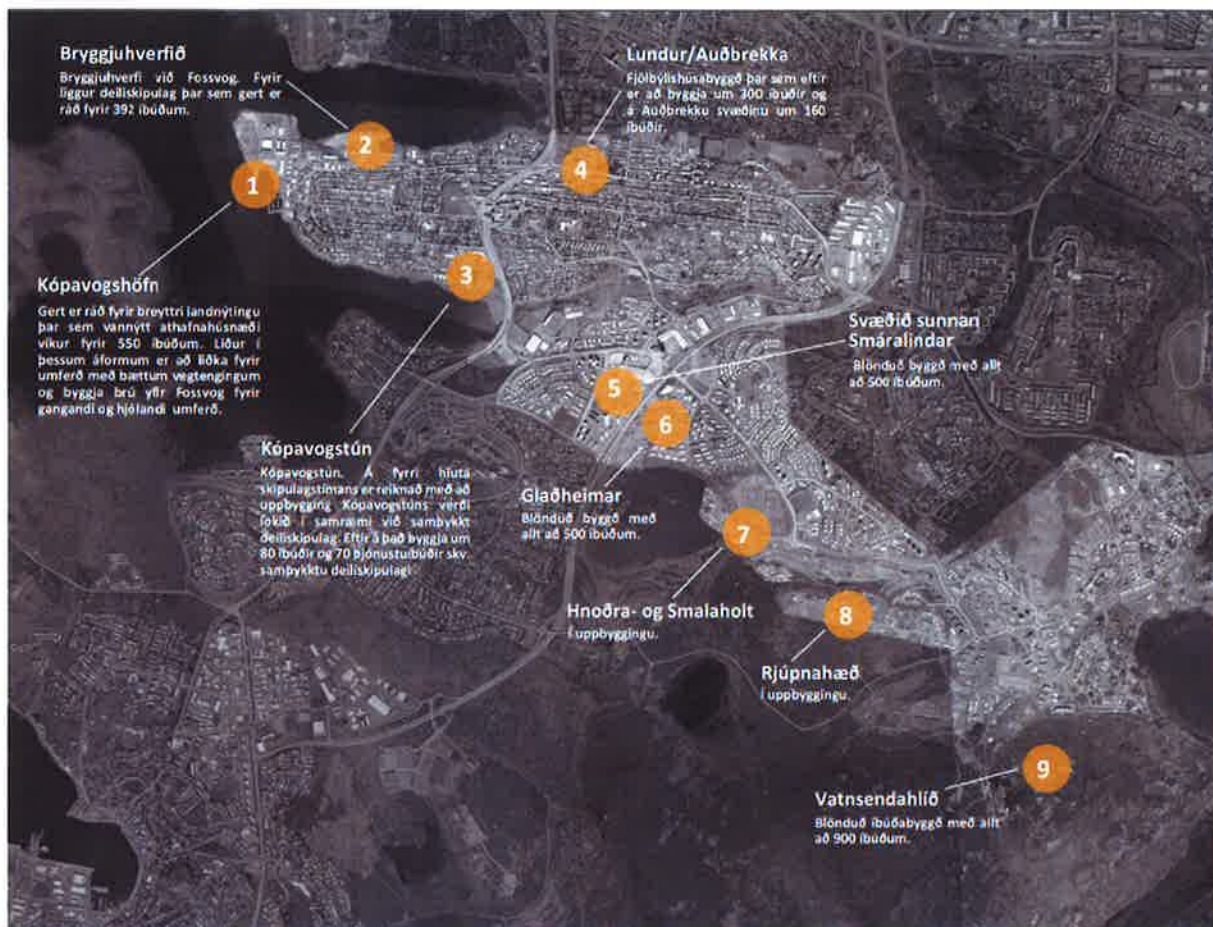 Bryggjuhverfið
Bryggjuhverfi við Fossvog. Fyrir
liggur deiliskipulag þar sem gert er
ráð fyrir 392 íbúðum.
Lundur/Auðbrekka
Fjölbýlishúsabyggð þar sem eftir
er að byggja um 300 íbúðir og
á Auðbrekku svæðinu um 160
íbúðir.
2
4
1
3
Kópavogshöfn
Gert er ráð fyrir breyttri landnýtingu
þar sem vannýtt athafnahúsnæði
víkur fyrir 550 íbúðum. Liður í
þessum áformum er að liðka fyrir
umferð með bættum vegtengingum
og byggja brú yfir Fossvog fyrir
gangandi og hjólandi umferð.
Svæðið sunnan
Smáralindar
Blönduð byggð með allt
að 500 íbúðum.
5
6
Kópavogstún
Kópavogstún. Á fyrri hluta
skipulagstímans er reiknað með að
uppbygging Kópavogstúns verði
lokið í samræmi við samþykkt
deiliskipulag. Eftir á það byggja um
80 íbúðir og 70 þjónustuíbúðir skv.
samþykktu deiliskipulagi
Glaðheimar
Blönduð byggð með
allt að 500 íbúðum.
7
Hnoðra- og Smalaholt
Í uppbyggingu.
8
Rjúpnahæð
Í uppbyggingu.
9
Vatnsendahlíð
Blönduð íbúðabyggð með allt
að 900 íbúðum.